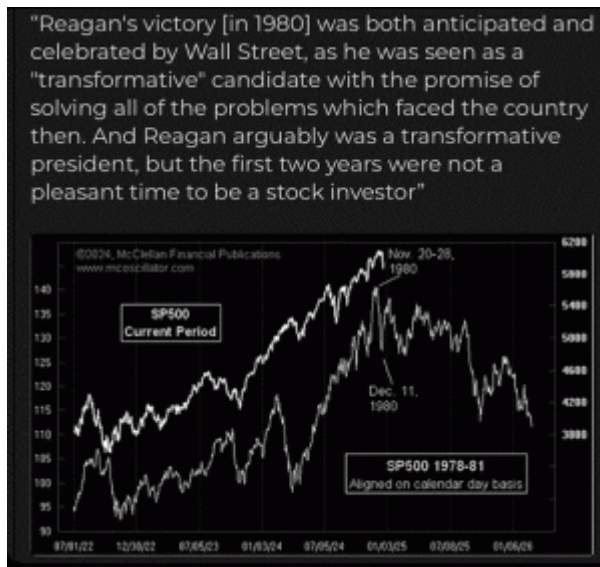 "Reagan's victory [in 1980] was both anticipated and
celebrated by Wall Street, as he was seen as a
"transformative" candidate with the promise of
solving all of the problems which faced the country
then. And Reagan arguably was a transformative
president, but the first two years were not a
pleasant time to be a stock investor"
©2024, McClellan Financial Publications
www.mcoscillator.com
Nov. 20-28,
1980
SP500
Current Period
Dec. 11,
1980
SP500 1978-81
Aligned on calendar day basis
140
135
130
125
120
115
110
105
100
95
90
6200
5800
5400
5000
4600
4200
3800
07/01/22 12/30/22 07/05/23 01/03/24 07/05/24 01/03/25 07/08/25 01/06/26